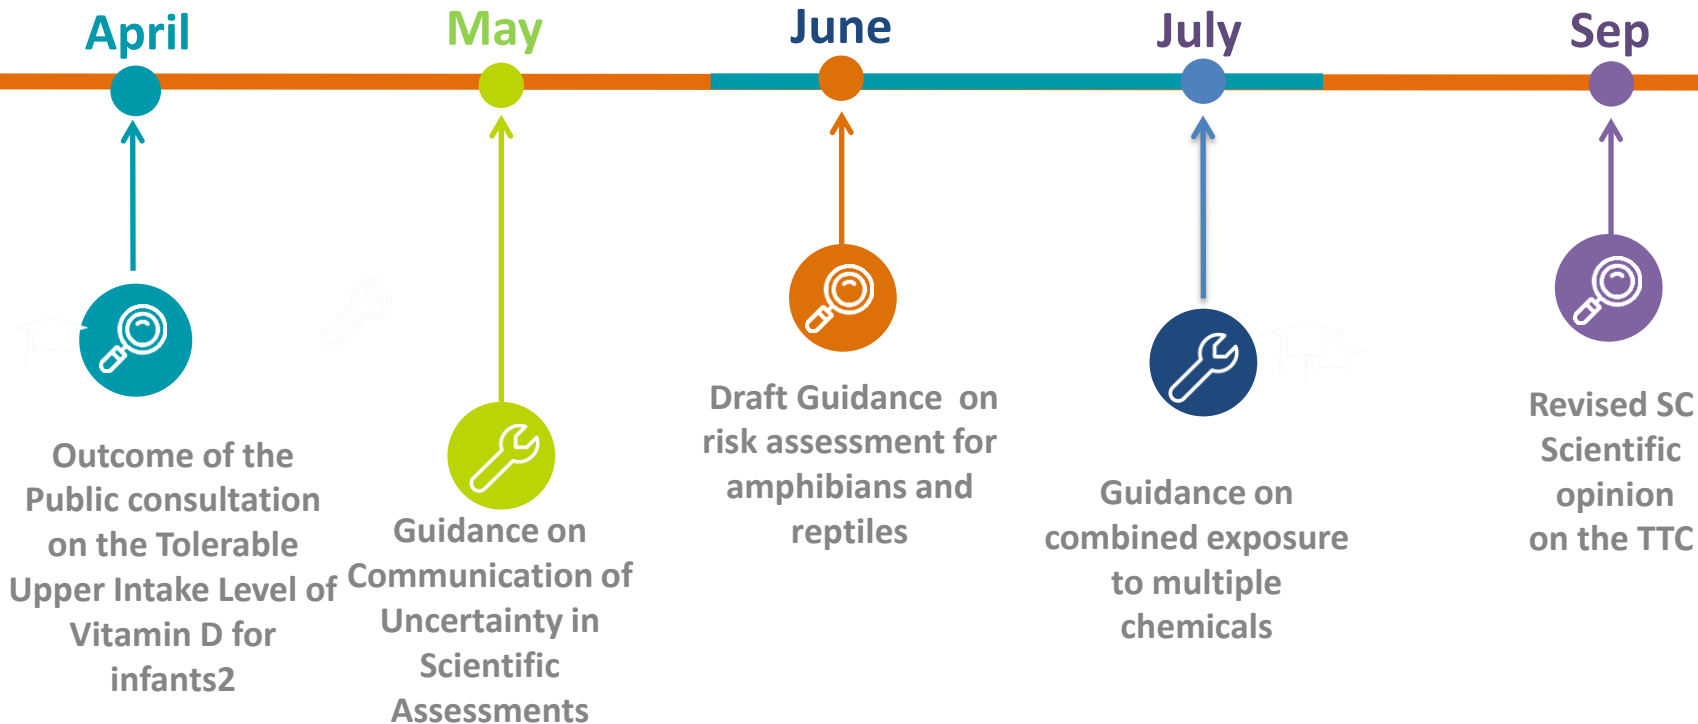 April
May
June
July
Sep
Outcome of the
Public consultation
on the Tolerable
Upper Intake Level of
Vitamin D for
infants2
Guidance on
Communication of
Uncertainty in
Scientific
Assessments
Draft Guidance  on
risk assessment for
amphibians and
reptiles
Guidance on
combined exposure
to multiple
chemicals
Revised SC
Scientific
opinion
on the TTC